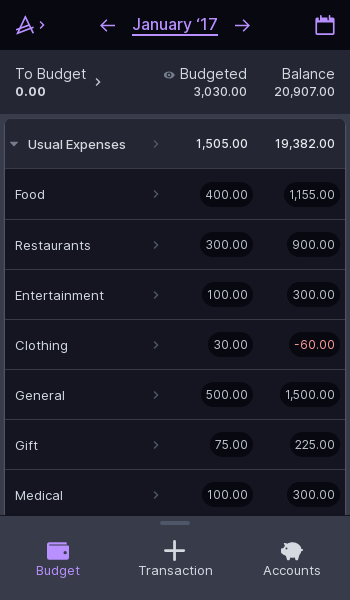 January ‘17
To Budget Budgeted Balance
0.00 3,030.00 20,907.00
Usual Expenses 1,505.00 19,382.00
Food 400.00 1,155.00
Restaurants 300.00 900.00
Entertainment 100.00 300.00
Clothing 30.00 -60.00
General 500.00 1,500.00
Gift 75.00 225.00
Medical 100.00 300.00
Budget Transaction Accounts